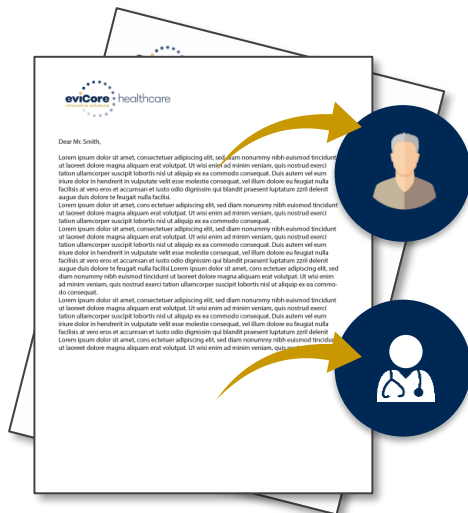 eviCore healthcare
innovative solutions
Dear Mr. Smith,
Lorem ipsum dolor sit amet, consectetuer adipiscing elit, sed diam nonummy nibh euismod tincidunt
ut laoreet dolore magna aliquam erat volutpat. Ut wisi enim ad minim veniam, quis nostrud exerci
tation ullamcorper suscipit lobortis nisl ut aliquip ex ea commodo consequat. Duis autem vel eum
iriure dolor in hendrerit in vulputate velit esse molestie consequat, vel illum dolore eu feugiat nulla
facilisis at vero eros et accumsan et iusto odio dignissim qui blandit praesent luptatum zzril delenit
augue duis dolore te feugait nulla facilisi.
Lorem ipsum dolor sit amet, cons ectetuer adipiscing elit, sed diam nonummy nibh euismod tincidunt
ut laoreet dolore magna aliquam erat volutpat. Ut wisi enim ad minim veniam, quis nostrud exerci
tation ullamcorper suscipit lobortis nisl ut aliquip ex ea commodo consequat.
Lorem ipsum dolor sit amet, consectetuer adipiscing elit, sed diam nonummy nibh euismod tincidunt
ut laoreet dolore magna aliquam erat volutpat. Ut wisi enim ad minim veniam, quis nostrud exerci
tation ullamcorper suscipit lobortis nisl ut aliquip ex ea commodo consequat. Duis autem vel eum
iriure dolor in hendrerit in vulputate velit esse molestie consequat, vel illum dolore eu feugiat nulla
facilisis at vero eros et accumsan et iusto odio dignissim qui blandit praesent luptatum zzril delenit
augue duis dolore te feugait nulla facilisi.Lorem ipsum dolor sit amet, cons ectetuer adipiscing elit, sed
diam nonummy nibh euismod tincidunt ut laoreet dolore magna aliquam erat volutpat. Ut wisi enim
ad minim veniam, quis nostrud exerci tation ullamcorper suscipit lobortis nisl ut aliquip ex ea commo-
do consequat.
Lorem ipsum dolor sit amet, consectetuer adipiscing elit, sed diam nonummy nibh euismod tincidunt
ut laoreet dolore magna aliquam erat volutpat. Ut wisi enim ad minim veniam, quis nostrud exerci
tation ullamcorper suscipit lobortis nisl ut aliquip ex ea commodo consequat. Duis autem vel eum
iriure dolor in hendrerit in vulputate velit esse molestie consequat, vel illum dolore eu feugiat nulla
facilisis at vero eros et accumsan et iusto odio dignissim qui blandit praesent luptatum zzril delenit
Lorem ipsum dolor sit amet, cons ectetuer adipiscing elit, sed diam nonummy nibh euismod
ut laoreet dolore magna aliquam erat volutpat. Ut wisi enim ad minim veniam, quis